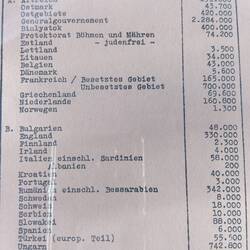 Ostmark 43.700
Ostgebiete 420.000
Generalgouvernement 2.284.000
Bialystok 400.000
Protektorat Böhmen und Mähren 74.200
Estland - judenfrei -
Lettland 3.500
Litauen 34.000
Belgien 43.000
Dänemark 5.600
Frankreich / Besetztes Gebiet 165.000
Unbesetztes Gebiet 700.000
Griechenland 69.600
Niederlande 160.800
Norwegen 1.300
B. Bulgarien 48.000
England 330.000
Finnland 2.300
Irland 4.000
Italien einschl. Sardinien 58.000
Albanien 200
Kroatien 40.000
Portugal 3.000
Rumänien einschl. Bessarabien 342.000
Schweden 8.000
Schweiz 18.000
Serbien 10.000
Slowakei 88.000
Spanien 6.000
Türkei (europ. Teil) 55.500
Ungarn 742.800